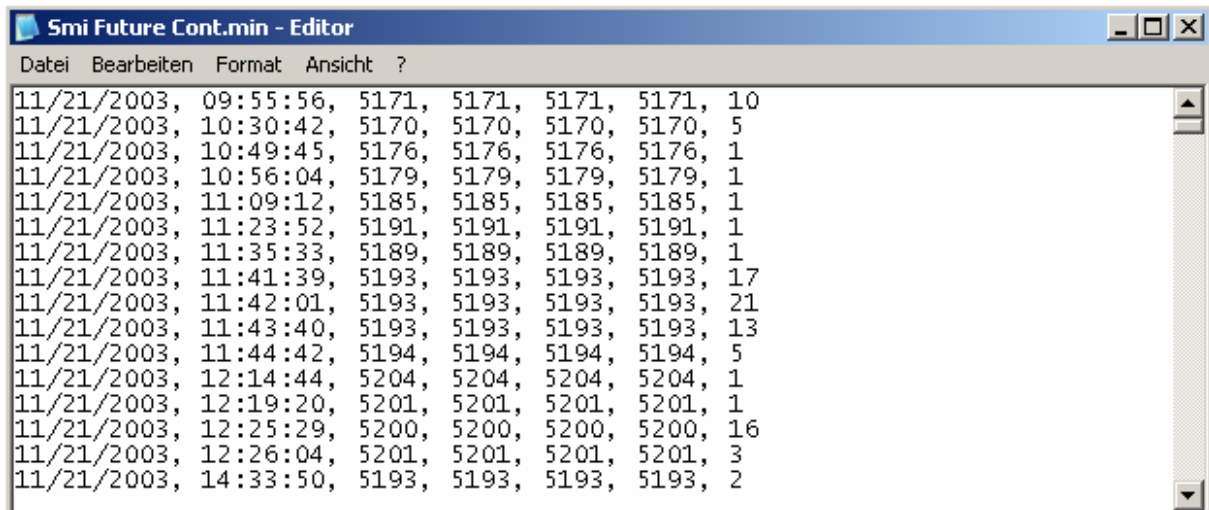 Smi Future Cont.min - Editor
Datei Bearbeiten Format Ansicht ?
11/21/2003, 09:55:56, 5171, 5171, 5171, 5171, 10
11/21/2003, 10:30:42, 5170, 5170, 5170, 5170, 5
11/21/2003, 10:49:45, 5176, 5176, 5176, 5176, 1
11/21/2003, 10:56:04, 5179, 5179, 5179, 5179, 1
11/21/2003, 11:09:12, 5185, 5185, 5185, 5185, 1
11/21/2003, 11:23:52, 5191, 5191, 5191, 5191, 1
11/21/2003, 11:35:33, 5189, 5189, 5189, 5189, 1
11/21/2003, 11:41:39, 5193, 5193, 5193, 5193, 17
11/21/2003, 11:42:01, 5193, 5193, 5193, 5193, 21
11/21/2003, 11:43:40, 5193, 5193, 5193, 5193, 13
11/21/2003, 11:44:42, 5194, 5194, 5194, 5194, 5
11/21/2003, 12:14:44, 5204, 5204, 5204, 5204, 1
11/21/2003, 12:19:20, 5201, 5201, 5201, 5201, 1
11/21/2003, 12:25:29, 5200, 5200, 5200, 5200, 16
11/21/2003, 12:26:04, 5201, 5201, 5201, 5201, 3
11/21/2003, 14:33:50, 5193, 5193, 5193, 5193, 2